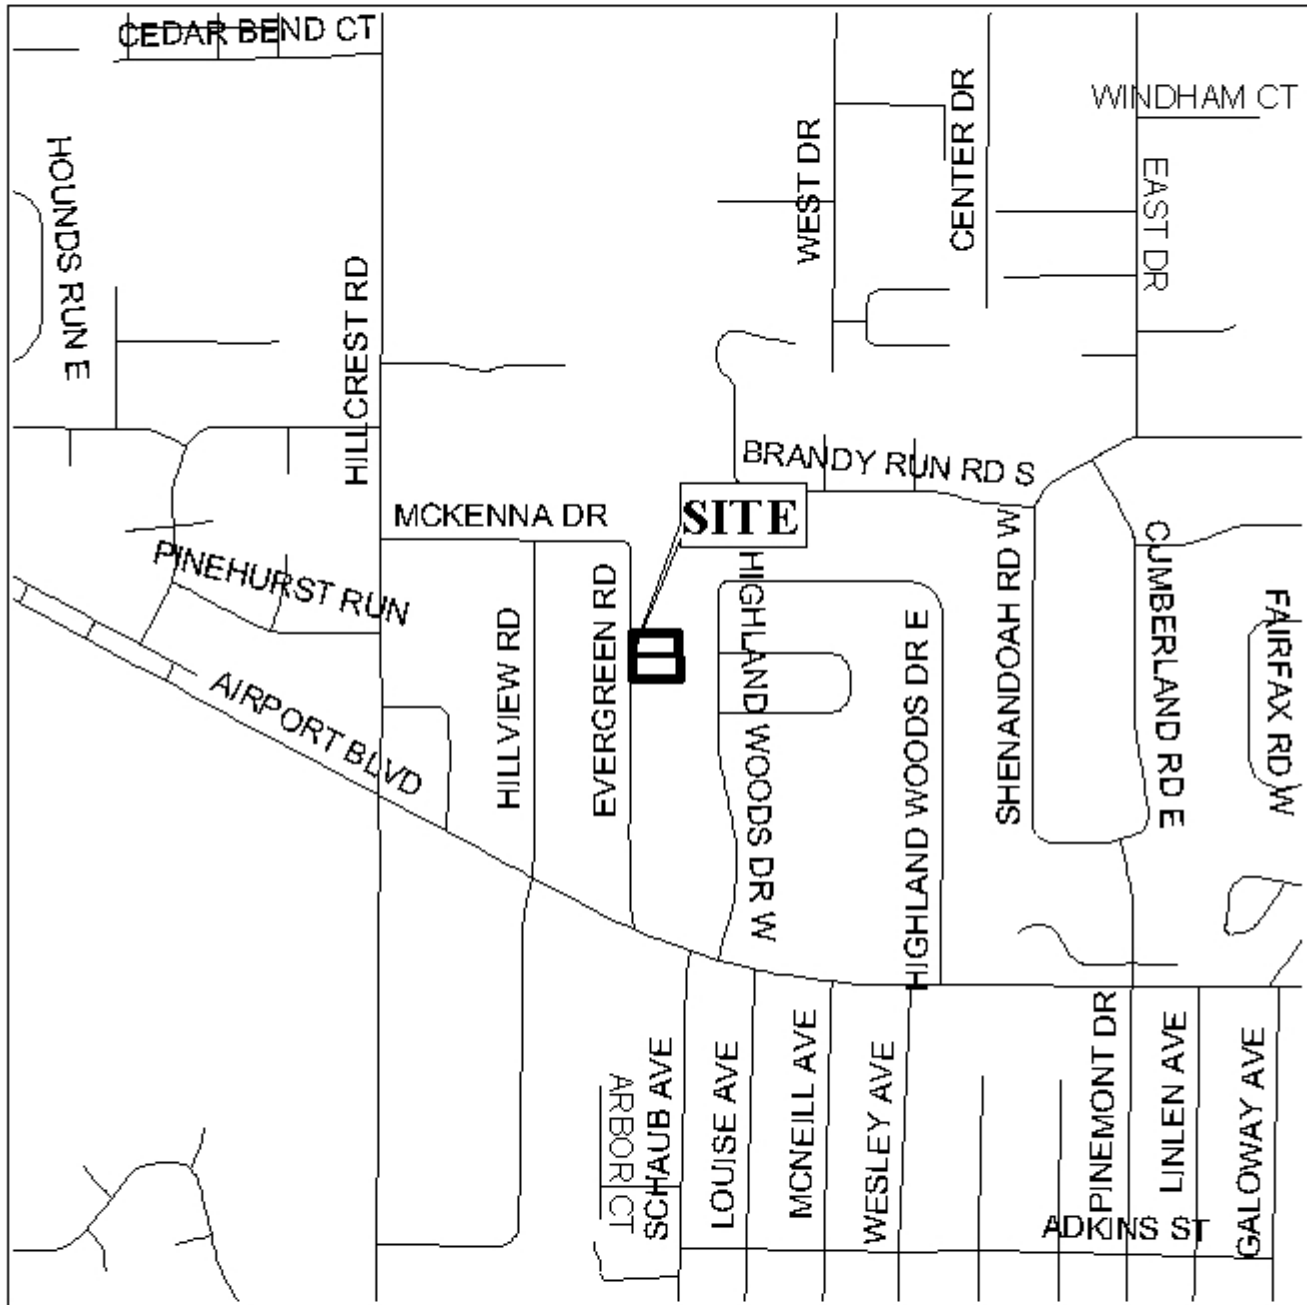 CEDAR BEND CT
WINDHAM CT
HOUNDS RUN E
WEST DR
CENTER DR
EAST DR
HILLCREST RD
BRANDY RUN RD S
MCKENNA DR
SITE
PINEHURST RUN
AIRPORT BLVD
HILLVIEW RD
EVERGREEN RD
HIGHLAND WOODS DR W
HIGHLAND WOODS DR E
SHENANDOAH RD W
CUMBERLAND RD E
FAIRFAX RD W
ARBOR CT
SCHAUB AVE
LOUISE AVE
MCNEILL AVE
WESLEY AVE
PINEMONT DR
LINLEN AVE
GALOWAY AVE
ADKINS ST